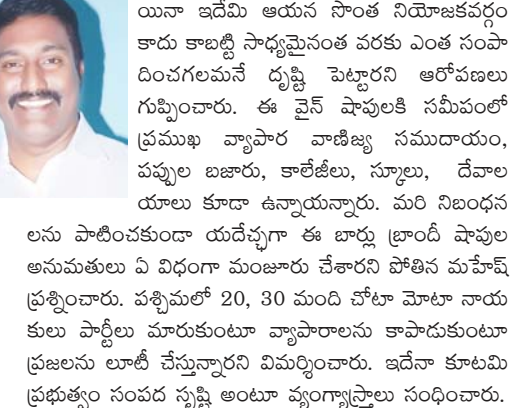 యినా ఇదేమి ఆయన సొంత నియోజకవర్గం
కాదు కాబట్టి సాధ్యమైనంత వరకు ఎంత సంపా
దించగలమనే దృష్టి పెట్టారని ఆరోపణలు
గుప్పించారు. ఈ వైన్ షాపులకి సమీపంలో
ప్రముఖ వ్యాపార వాణిజ్య సముదాయం,
పప్పుల బజారు, కాలేజీలు, స్కూలు, దేవాల
యాలు కూడా ఉన్నాయన్నారు. మరి నిబంధన
లను పాటించకుండా యదేచ్ఛగా ఈ బార్లు బ్రాందీ షాపుల
అనుమతులు ఏ విధంగా మంజూరు చేశారని పోతిన మహేష్
ప్రశ్నించారు. పశ్చిమలో 20, 30 మంది చోటా మోటా నాయ
కులు పార్టీలు మారుకుంటూ వ్యాపారాలను కాపాడుకుంటూ
ప్రజలను లూటీ చేస్తున్నారని విమర్శించారు. ఇదేనా కూటమి
ప్రభుత్వం సంపద సృష్టి అంటూ వ్యంగ్యాస్త్రాలు సంధించారు.